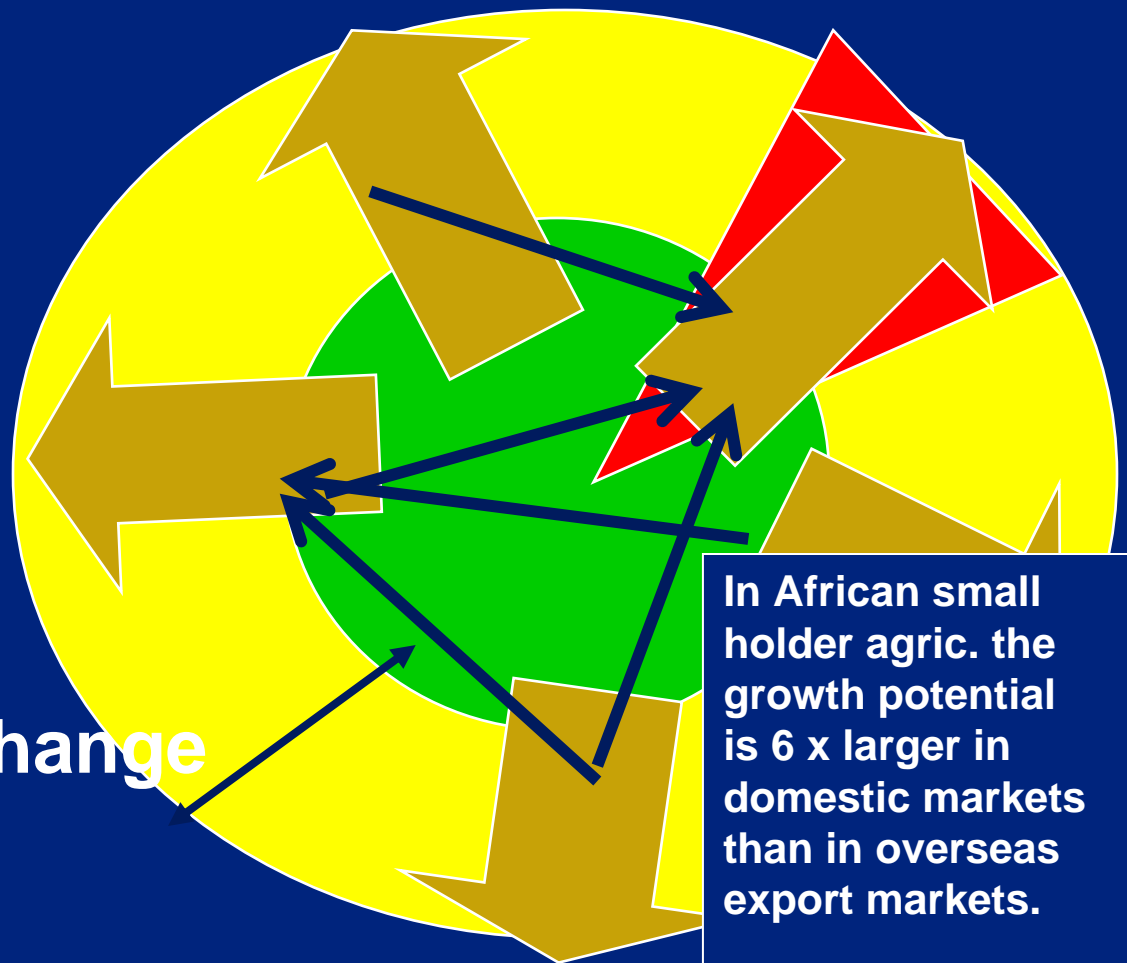 hange
In African small
holder agric. the
growth potential
is 6 x larger in
domestic markets
than in overseas
export markets.